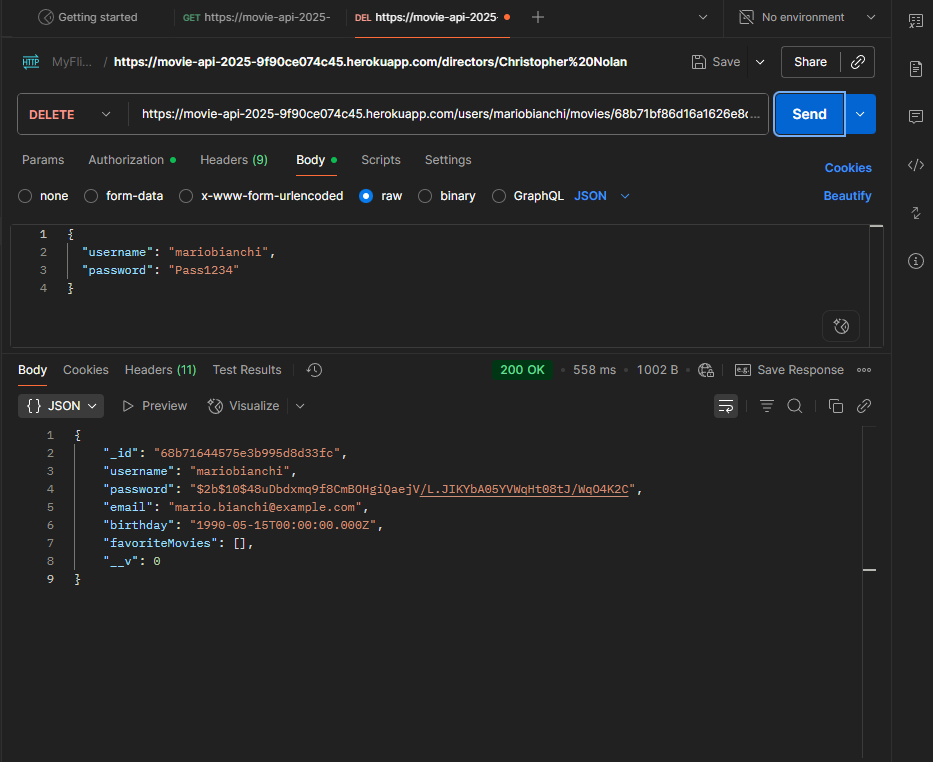 Getting started GET https://movie-api-2025- DEL https://movie-api-2025- No environment
HTTP MyFli... / https://movie-api-2025-9f90ce074c45.herokuapp.com/directors/Christopher%20Nolan Save Share
DELETE https://movie-api-2025-9f90ce074c45.herokuapp.com/users/mariobianchi/movies/68b71bf86d16a1626e8c... Send
Params Authorization Headers (9) Body Scripts Settings Cookies
none form-data x-www-form-urlencoded raw binary GraphQL JSON Beautify
1 {
2 "username": "mariobianchi",
3 "password": "Pass1234"
4 }
Body Cookies Headers (11) Test Results 200 OK 558 ms 1002 B e.g. Save Response
{} JSON Preview Visualize
1 {
2 "_id": "68b71644575e3b995d8d33fc",
3 "username": "mariobianchi",
4 "password": "$2b$10$48uDbdxmq9f8CmBOHgiQaejV/L.JIKYbA05YVWqHt08tJ/WqO4K2C",
5 "email": "mario.bianchi@example.com",
6 "birthday": "1990-05-15T00:00:00.000Z",
7 "favoriteMovies": [],
8 "__v": 0
9 }